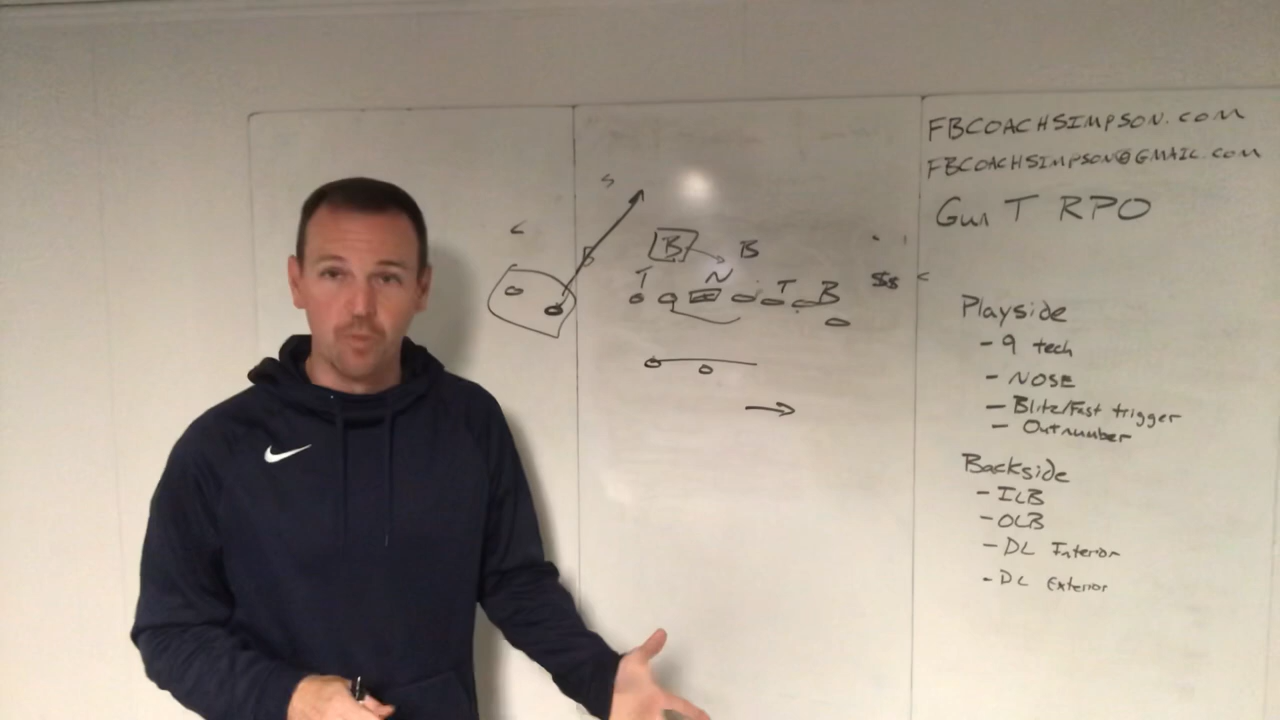 FBCOACHSIMPSON.COM
FBCOACHSIMPSON@GMAIL.COM
Gun T RPO
S
C
B
B
T
N
T
B
Ss
C
Playside
- 9 tech
- NOSE
- Blitz/Fast trigger
- Outnumber
Backside
- ILB
- OLB
- DL Interior
- DL Exterior